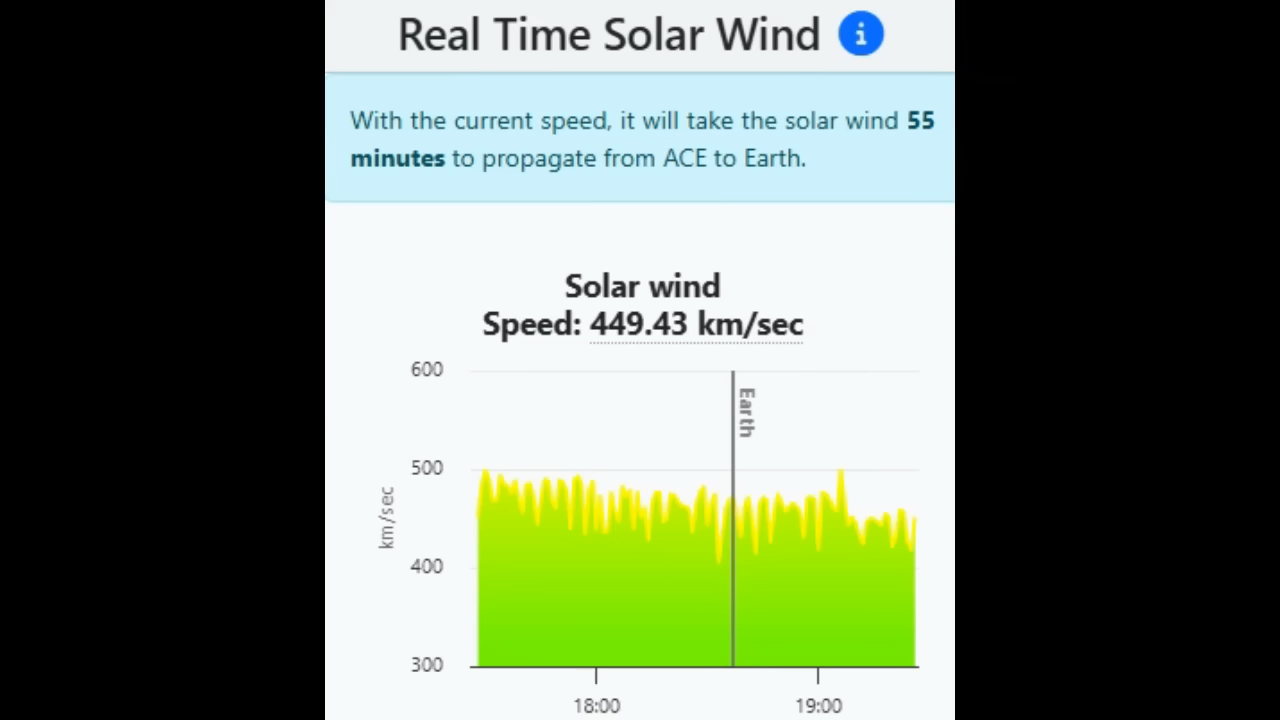 Real Time Solar Wind i
With the current speed, it will take the solar wind 55
minutes to propagate from ACE to Earth.
Solar wind
Speed: 449.43 km/sec
600
Earth
500
km/sec
400
300
18:00 19:00